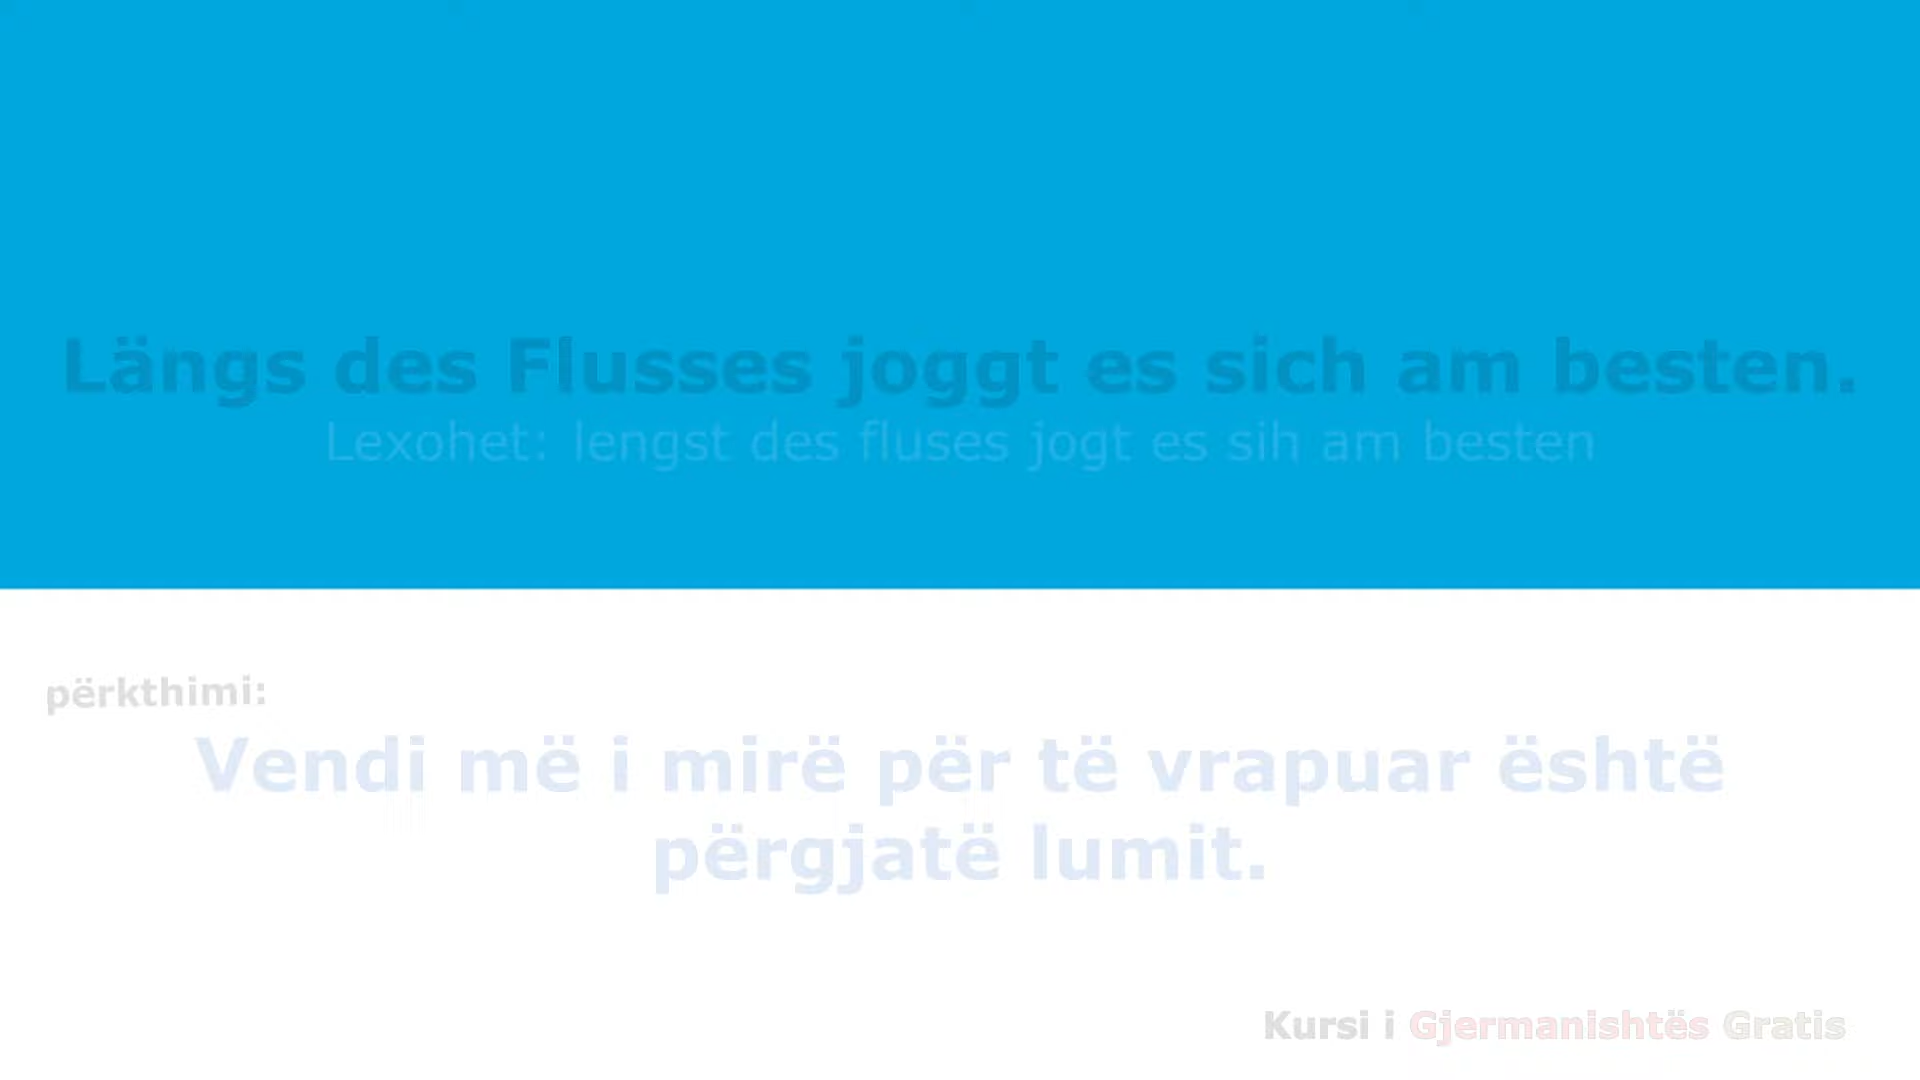 Längs des Flusses joggt es sich am besten.
Lexohet: lengst des fluses jogt es sih am besten
përkthimi:
Vendi më i mirë për të vrapuar është
përgjatë lumit.
Kursi i Gjermanishtës Gratis